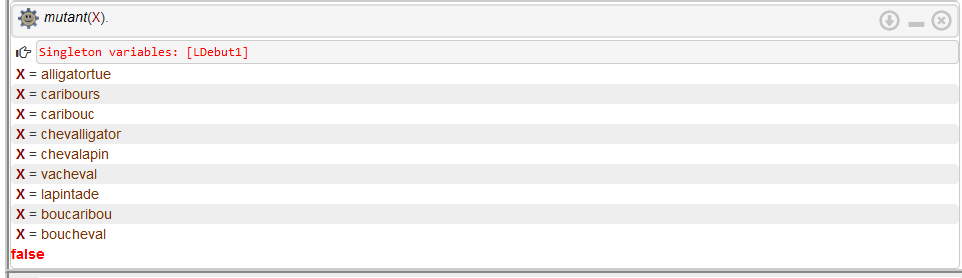 mutant(X).
Singleton variables: [LDebut1]
X = alligatortue
X = caribours
X = caribouc
X = chevalligator
X = chevalapin
X = vacheval
X = lapintade
X = boucaribou
X = boucheval
false